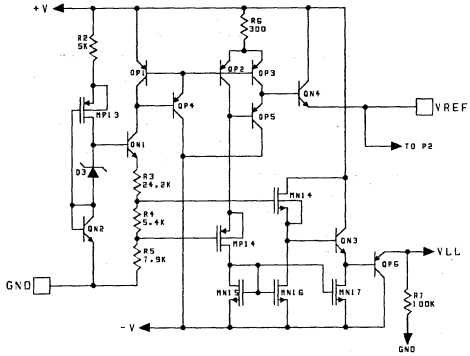 +V
R6
300
R2
5K
QP1
QP2
QP3
MP13
QP4
QN4
VREF
QP5
QN1
TO P2
D3
R3
24.2K
MN14
QN2
R4
5.4K
QN3
R5
7.9K
MP14
QP6
VLL
GND
MN15
MN16
MN17
R7
100K
-V
GND